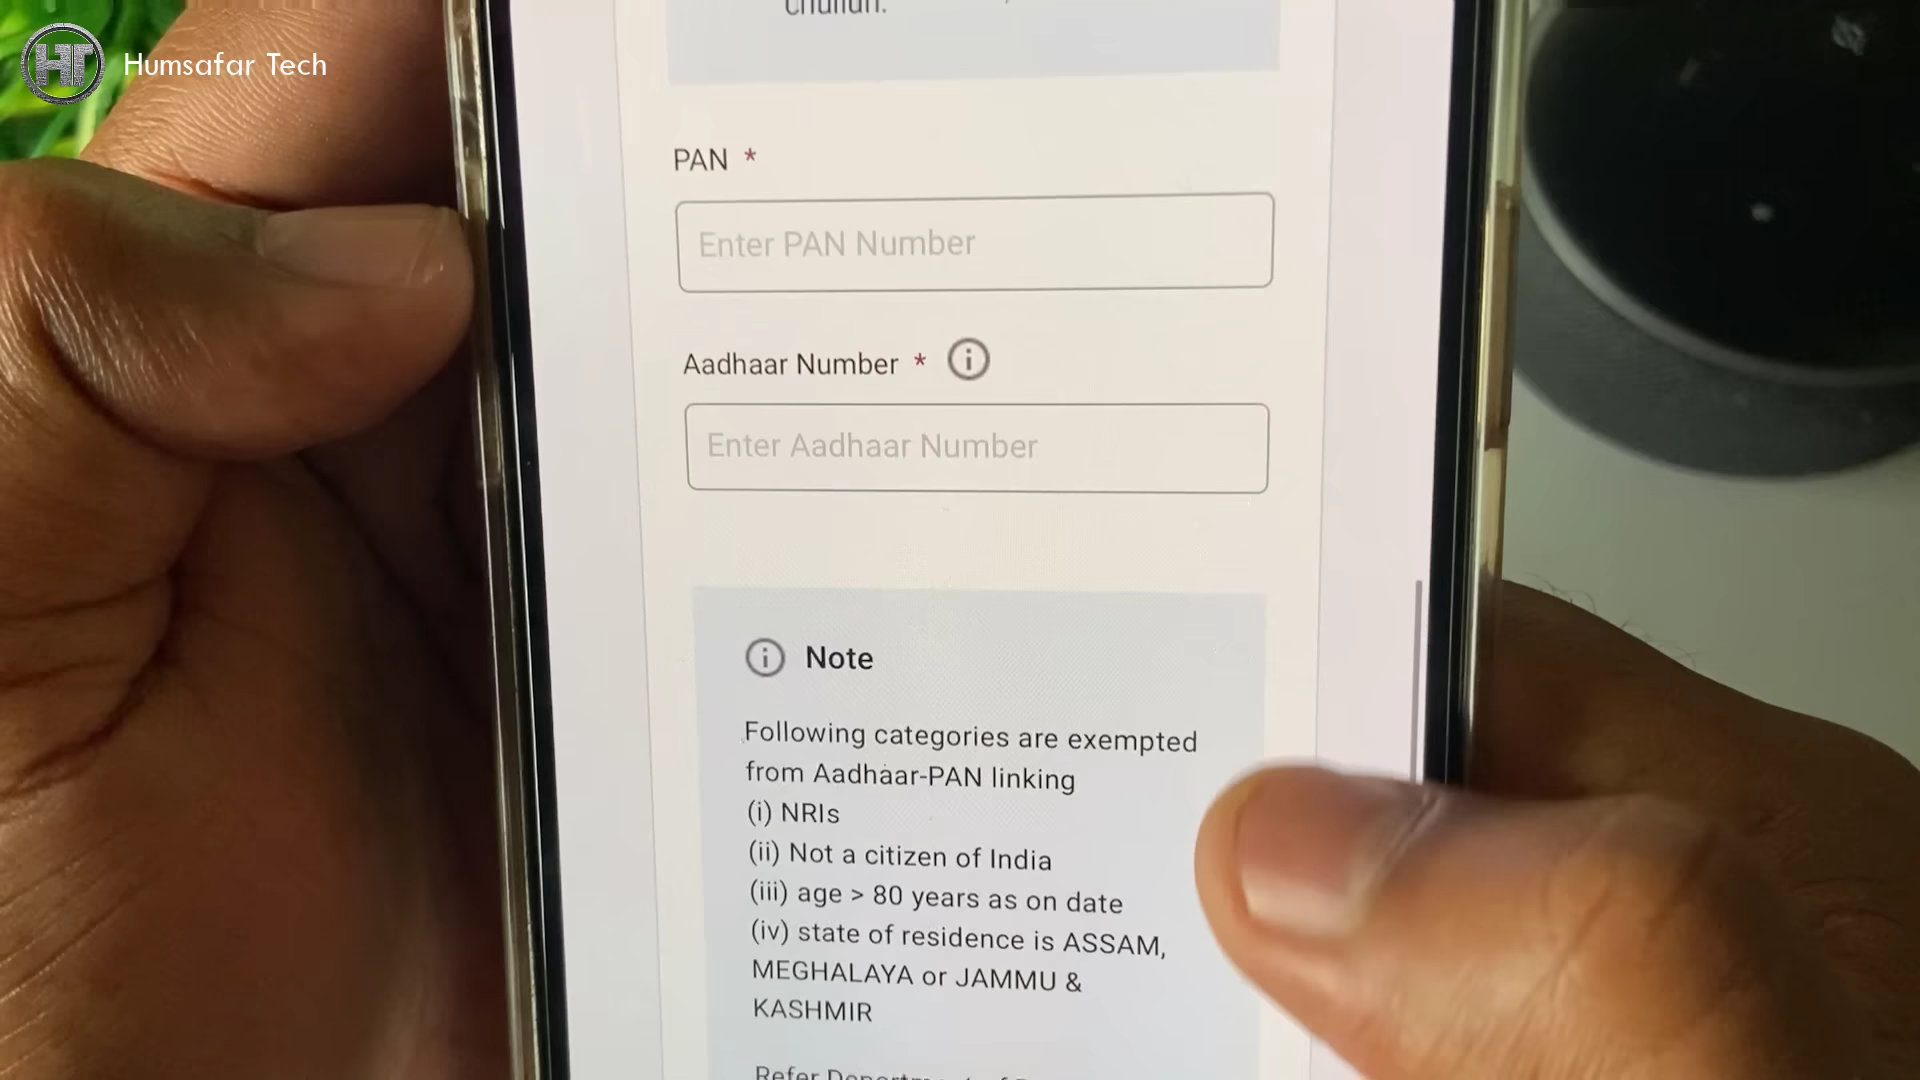 HT Humsafar Tech
PAN *
Enter PAN Number
Aadhaar Number *
Enter Aadhaar Number
Note
Following categories are exempted
from Aadhaar-PAN linking
(i) NRIs
(ii) Not a citizen of India
(iii) age > 80 years as on date
(iv) state of residence is ASSAM,
MEGHALAYA or JAMMU &
KASHMIR
Refer